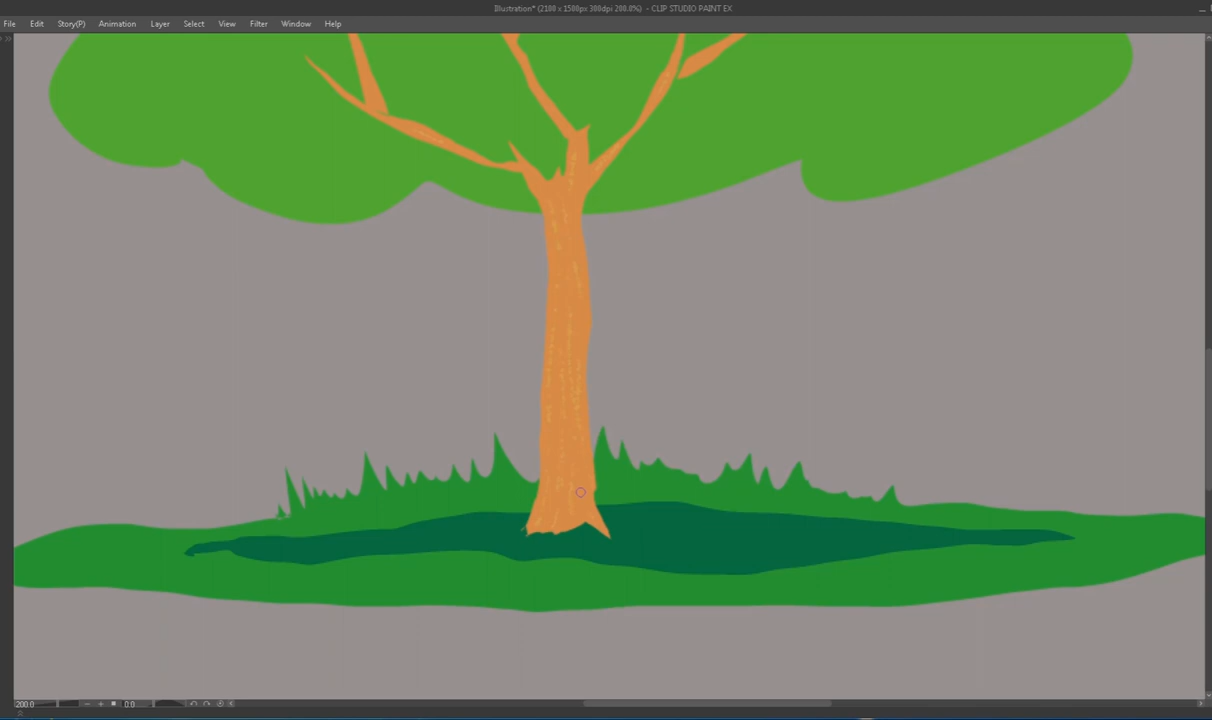 Illustration* (2100 x 1500px 300dpi 200.0%) - CLIP STUDIO PAINT EX
File Edit Story(P) Animation Layer Select View Filter Window Help
200.0 0.0